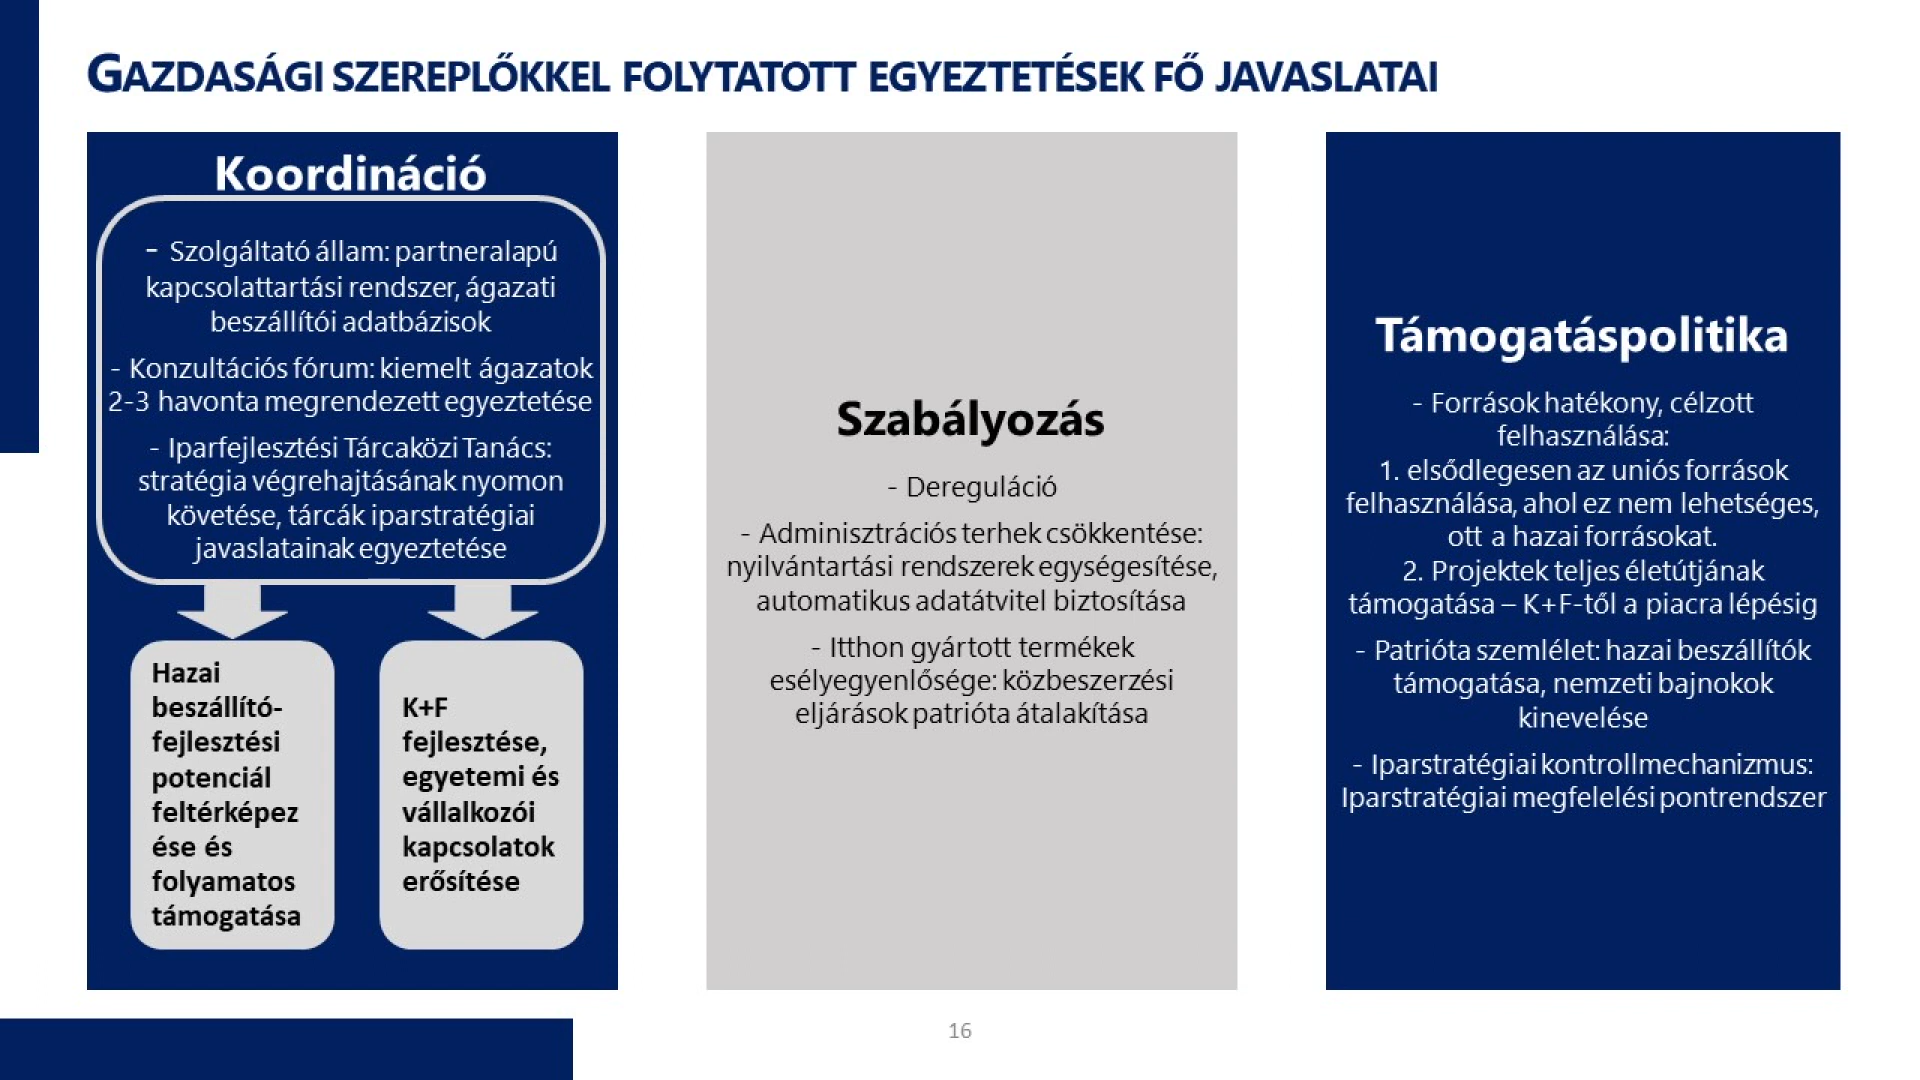 GAZDASÁGI SZEREPLŐKKEL FOLYTATOTT EGYEZTETÉSEK FŐ JAVASLATAI
Koordináció
- Szolgáltató állam: partneralapú
kapcsolattartási rendszer, ágazati
beszállítói adatbázisok
- Konzultációs fórum: kiemelt ágazatok
2-3 havonta megrendezett egyeztetése
- Iparfejlesztési Tárcaközi Tanács:
stratégia végrehajtásának nyomon
követése, tárcák iparstratégiai
javaslatainak egyeztetése
Hazai
beszállító-
fejlesztési
potenciál
feltérképez
ése és
folyamatos
támogatása
K+F
fejlesztése,
egyetemi és
vállalkozói
kapcsolatok
erősítése
Szabályozás
- Dereguláció
- Adminisztrációs terhek csökkentése:
nyilvántartási rendszerek egységesítése,
automatikus adatátvitel biztosítása
- Itthon gyártott termékek
esélyegyenlősége: közbeszerzési
eljárások patrióta átalakítása
Támogatáspolitika
- Források hatékony, célzott
felhasználása:
1. elsődlegesen az uniós források
felhasználása, ahol ez nem lehetséges,
ott a hazai forrásokat.
2. Projektek teljes életútjának
támogatása – K+F-től a piacra lépésig
- Patrióta szemlélet: hazai beszállítók
támogatása, nemzeti bajnokok
kinevelése
- Iparstratégiai kontrollmechanizmus:
Iparstratégiai megfelelési pontrendszer
16